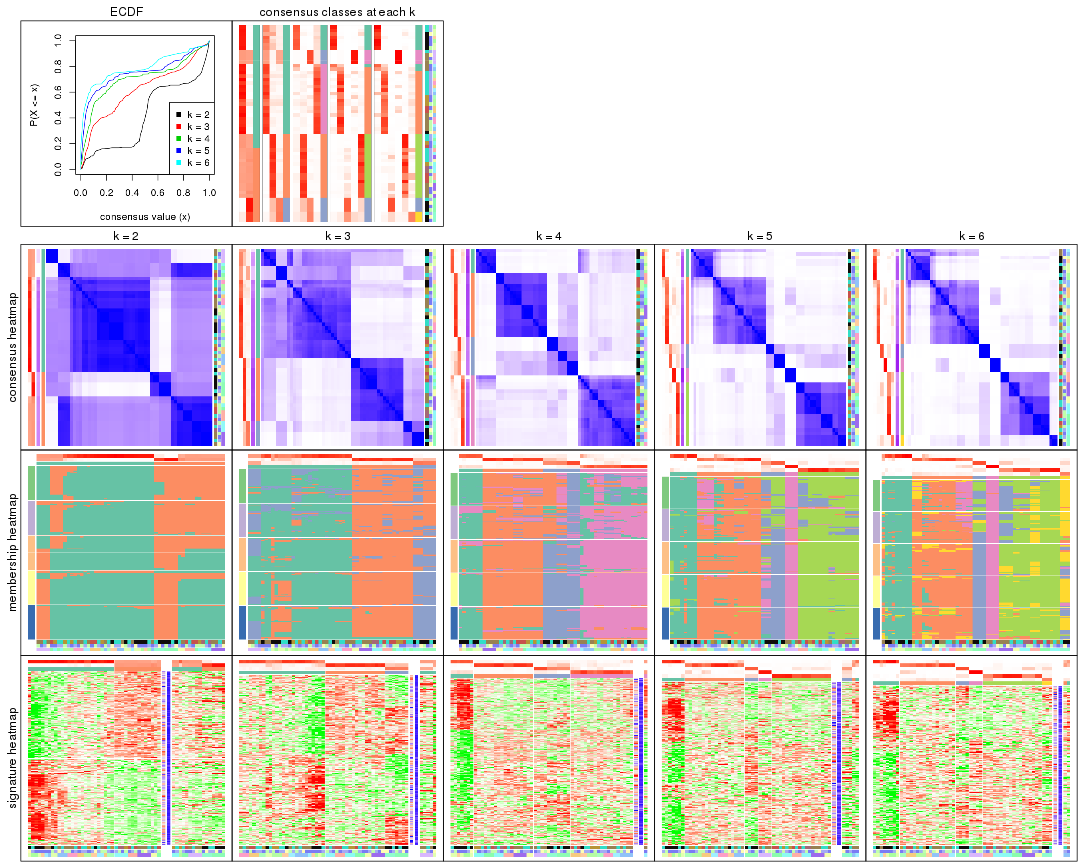 ECDF
consensus classes at each k
P(X <= x)
0.0 0.2 0.4 0.6 0.8 1.0
k = 2
k = 3
k = 4
k = 5
k = 6
0.0 0.2 0.4 0.6 0.8 1.0
consensus value (x)
k = 2
k = 3
k = 4
k = 5
k = 6
consensus heatmap
membership heatmap
signature heatmap